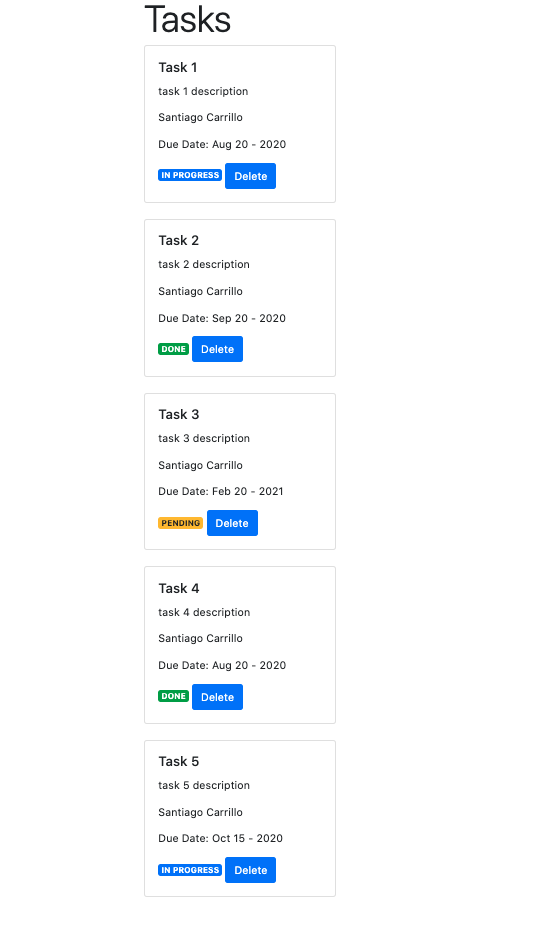 Tasks
Task 1
task 1 description
Santiago Carrillo
Due Date: Aug 20 - 2020
IN PROGRESS Delete
Task 2
task 2 description
Santiago Carrillo
Due Date: Sep 20 - 2020
DONE Delete
Task 3
task 3 description
Santiago Carrillo
Due Date: Feb 20 - 2021
PENDING Delete
Task 4
task 4 description
Santiago Carrillo
Due Date: Aug 20 - 2020
DONE Delete
Task 5
task 5 description
Santiago Carrillo
Due Date: Oct 15 - 2020
IN PROGRESS Delete